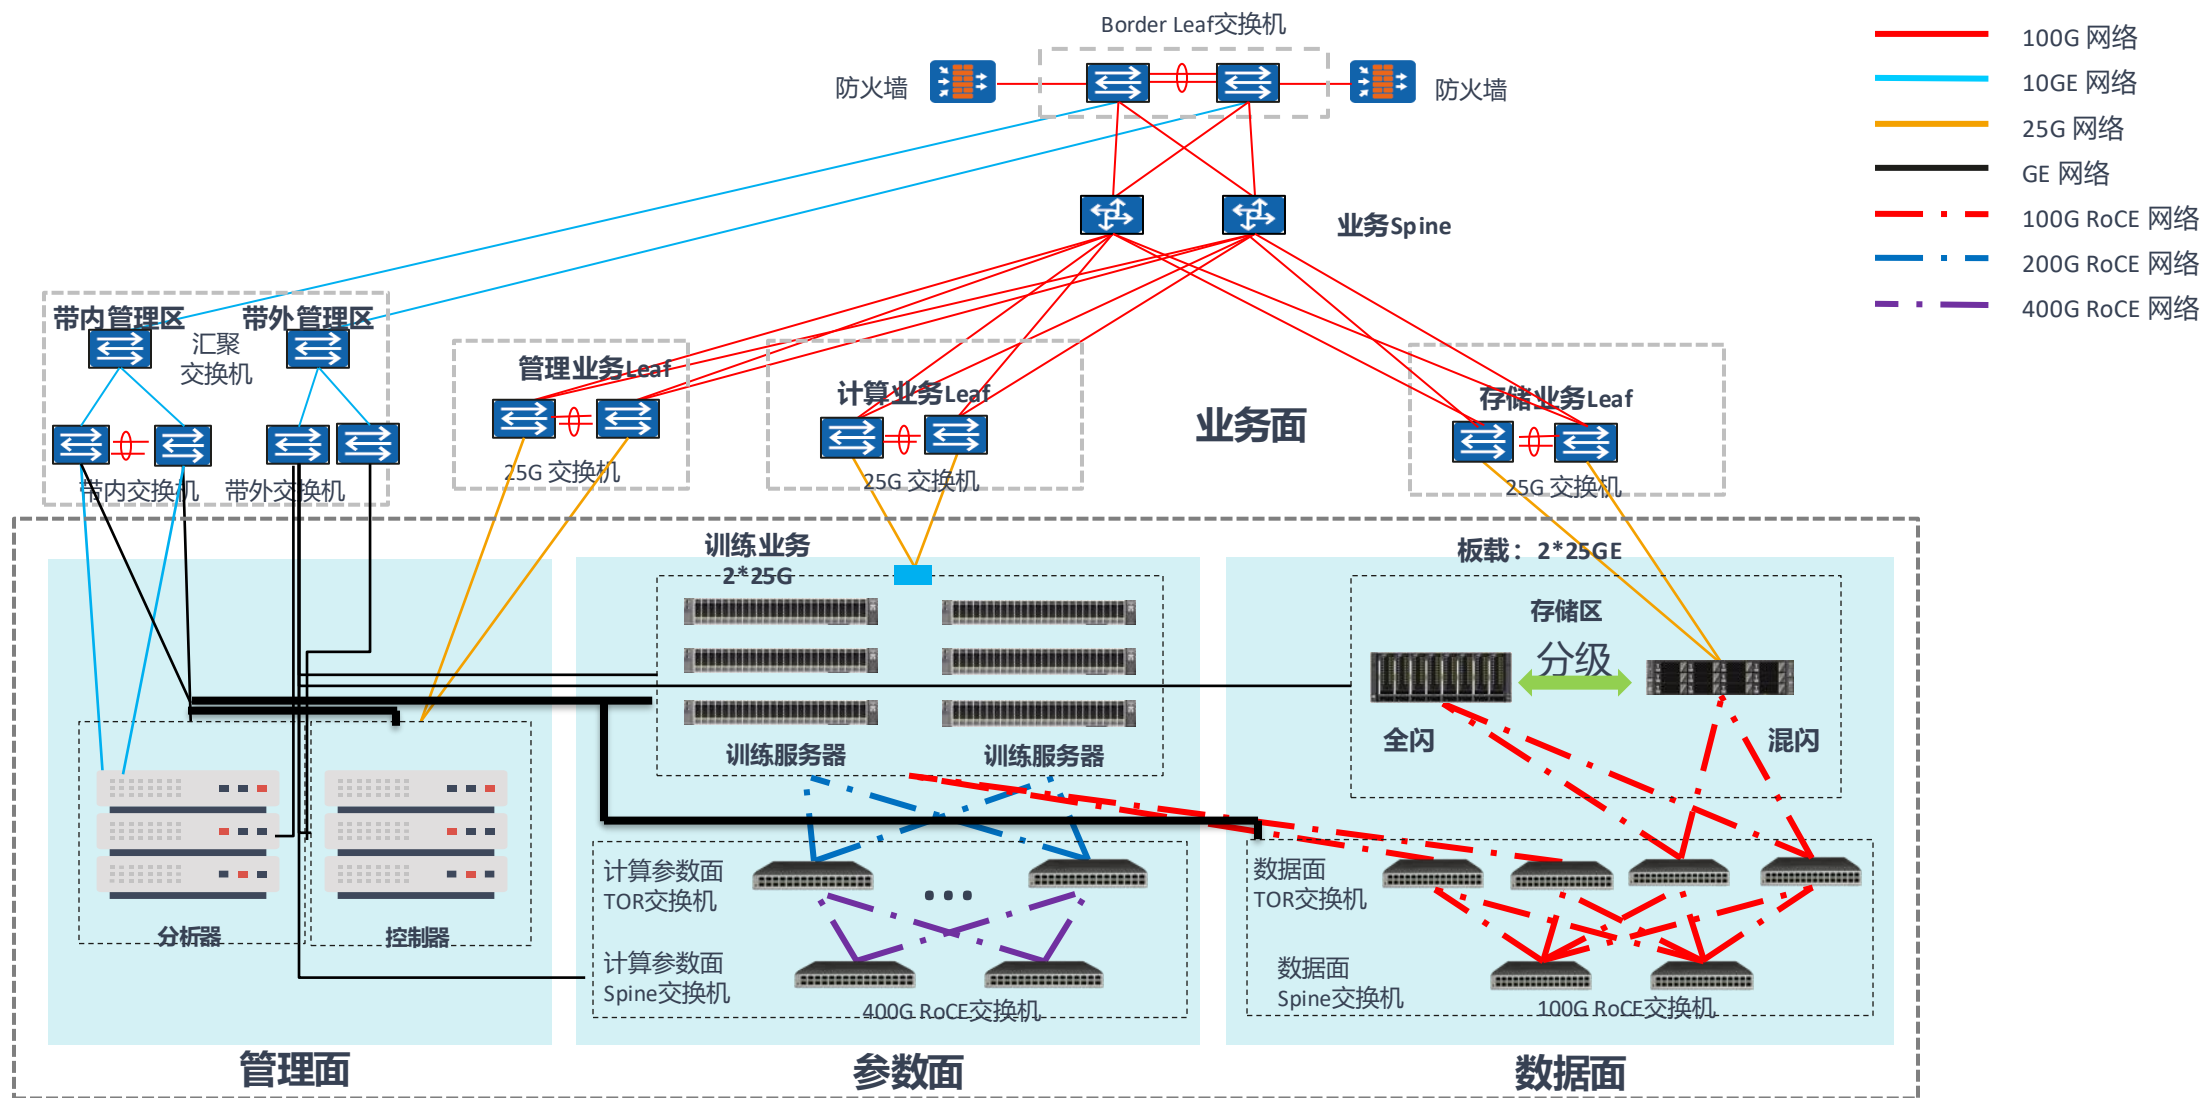 Border Leaf交换机
防火墙
防火墙
100G 网络
10GE 网络
25G 网络
GE 网络
100G RoCE 网络
200G RoCE 网络
400G RoCE 网络
业务Spine
带内管理区
带外管理区
汇聚
交换机
带内交换机
带外交换机
管理业务Leaf
25G 交换机
计算业务Leaf
25G 交换机
业务面
存储业务Leaf
25G 交换机
训练业务
2*25G
训练服务器
训练服务器
板载：2*25GE
存储区
分级
全闪
混闪
分析器
控制器
计算参数面
TOR交换机
计算参数面
Spine交换机
400G RoCE交换机
数据面
TOR交换机
数据面
Spine交换机
100G RoCE交换机
管理面
参数面
数据面